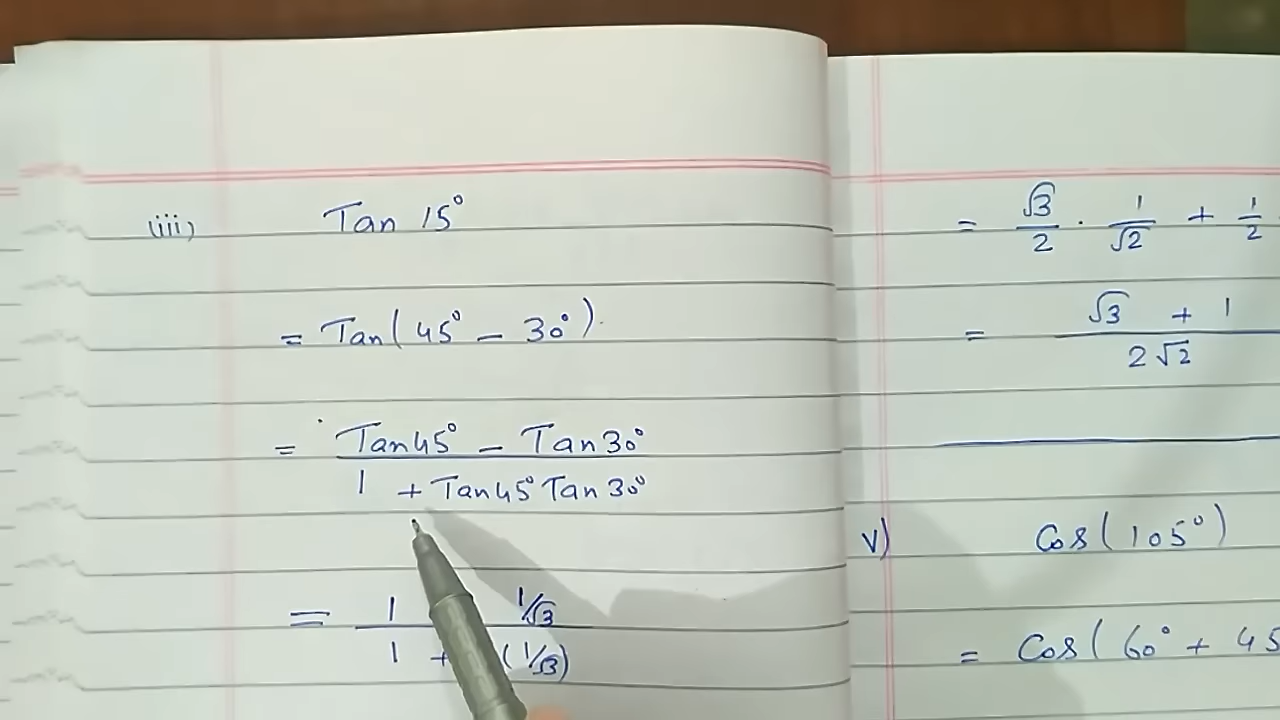 (iii) Tan 15°
= Tan(45° - 30°).
= Tan45° - Tan30°
1 + Tan45° Tan30°
= 1 1/√3
1 + (1/√3)
= √3/2 · 1/√2 + 1/2
= √3 + 1
2√2
v) Cos(105°)
= Cos(60° + 45